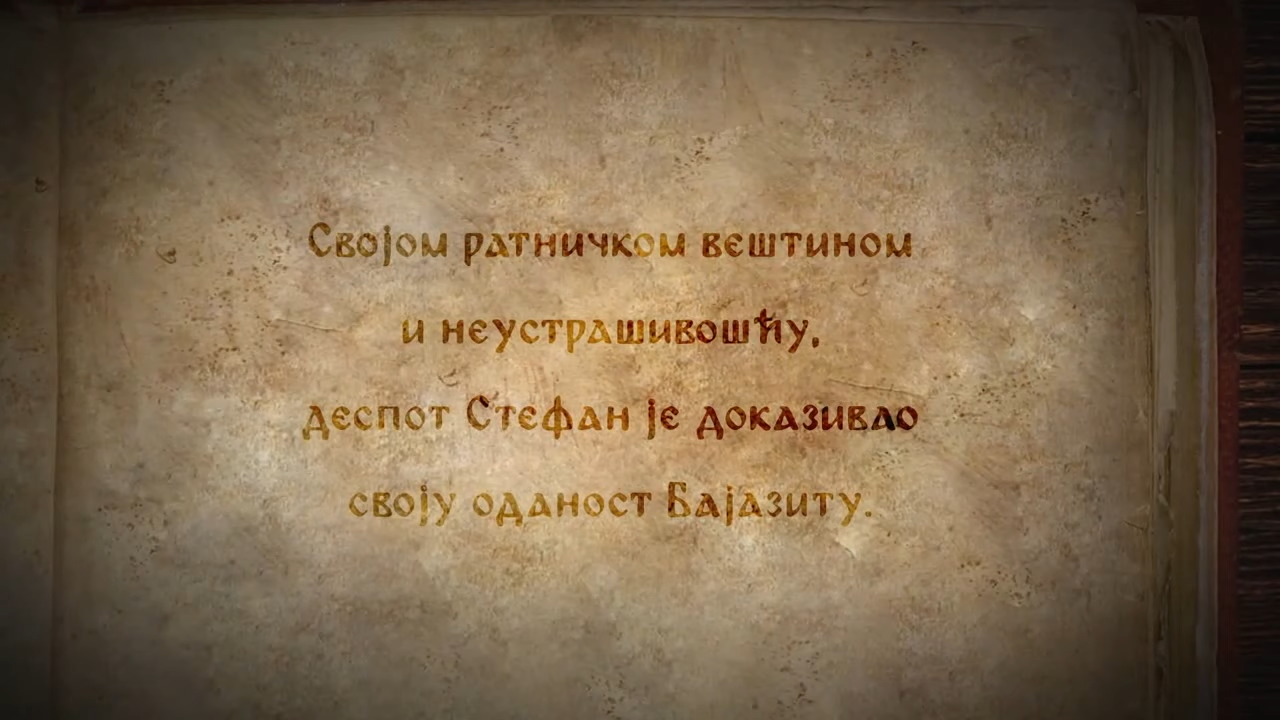 Својом ратничком вештином
и неустрашивошћу,
деспот Стефан је доказивао
своју оданост Бајазиту.